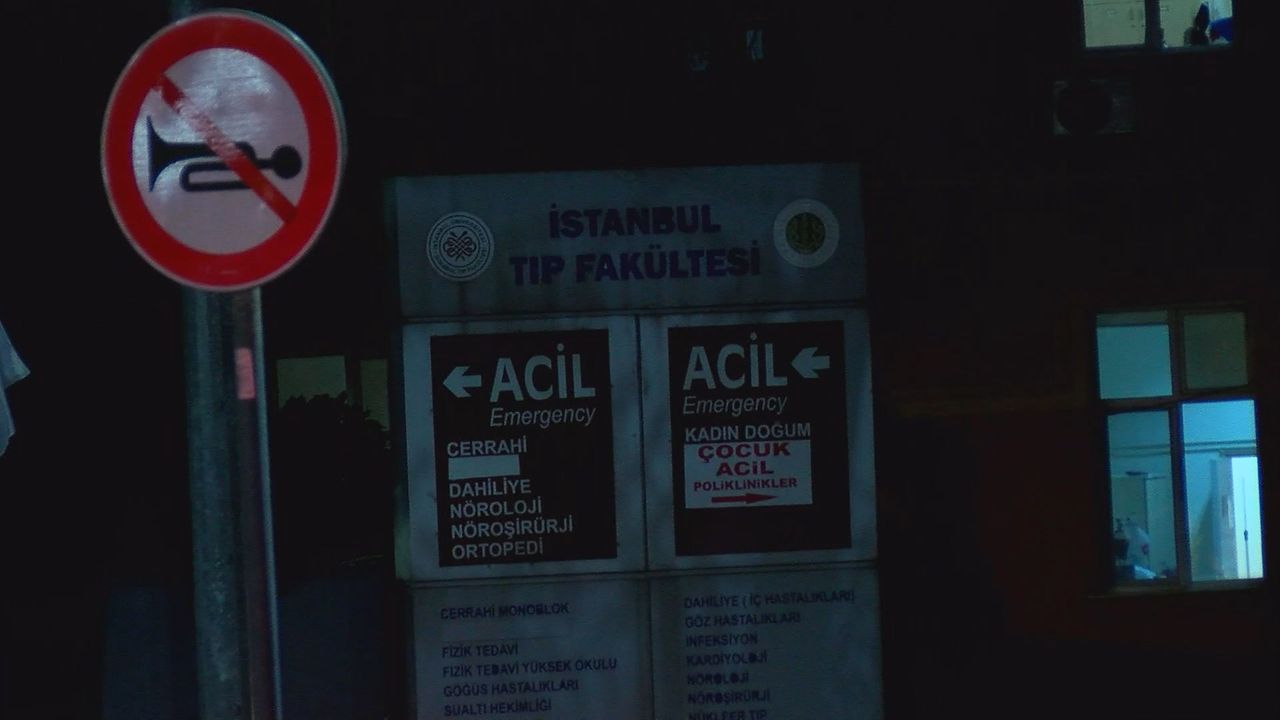 İSTANBUL
TIP FAKÜLTESİ
ACİL
Emergency
CERRAHİ
DAHİLİYE
NÖROLOJİ
NÖROŞİRÜRJİ
ORTOPEDİ
ACİL
Emergency
KADIN DOĞUM
ÇOCUK
ACİL
POLİKLİNİKLER
CERRAHİ MONOBLOK
FİZİK TEDAVİ
FİZİK TEDAVİ YÜKSEK OKULU
GÖĞÜS HASTALIKLARI
SUALTI HEKİMLİĞİ
DAHİLİYE ( İÇ HASTALIKLARI)
GÖZ HASTALIKLARI
İNFEKSİYON
KARDİYOLOJİ
NÖROLOJİ
NÖROŞİRÜRJİ
NÜKLEER TIP